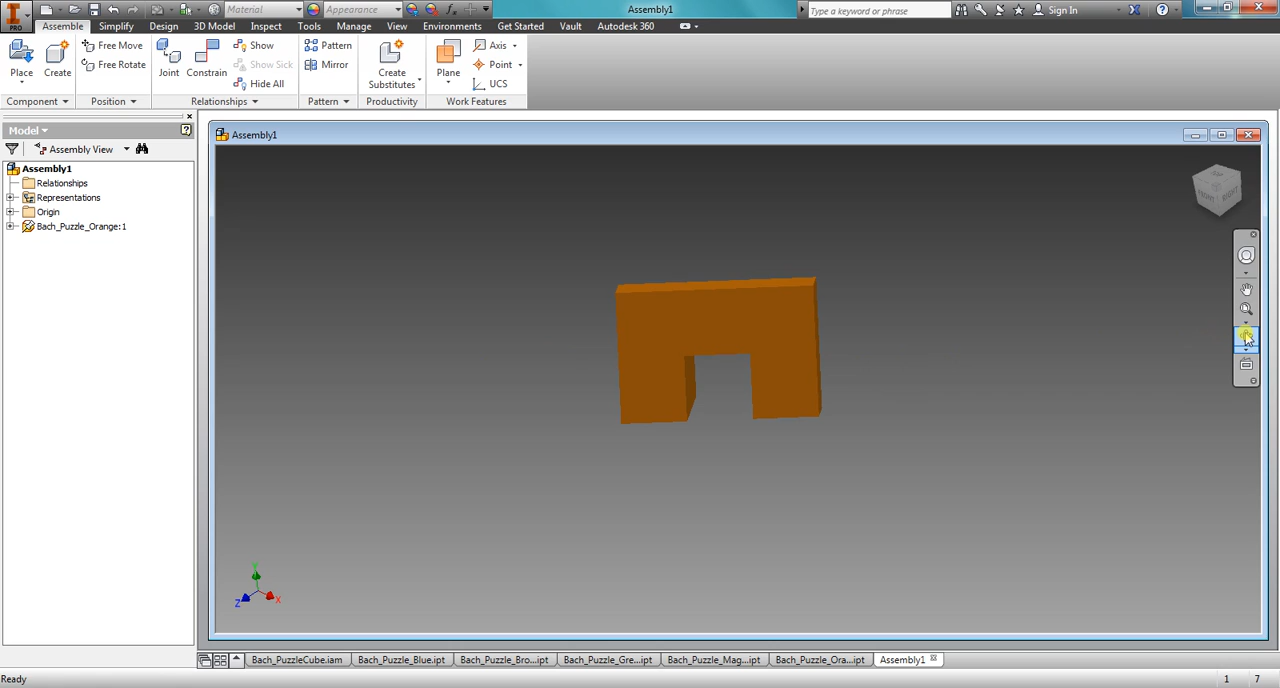 PRO
Material
Appearance
Assembly1
Type a keyword or phrase
Sign In
Assemble Simplify Design 3D Model Inspect Tools Manage View Environments Get Started Vault Autodesk 360
Place
Create
Free Move
Free Rotate
Joint
Constrain
Show
Show Sick
Hide All
Pattern
Mirror
Create
Substitutes
Plane
Axis
Point
UCS
Component Position Relationships Pattern Productivity Work Features
Model
Assembly View
Assembly1
Relationships
Representations
Origin
Bach_Puzzle_Orange:1
Assembly1
FRONT RIGHT
Y
Z X
Bach_PuzzleCube.iam Bach_Puzzle_Blue.ipt Bach_Puzzle_Bro...ipt Bach_Puzzle_Gre...ipt Bach_Puzzle_Mag...ipt Bach_Puzzle_Ora...ipt Assembly1
Ready 1 7